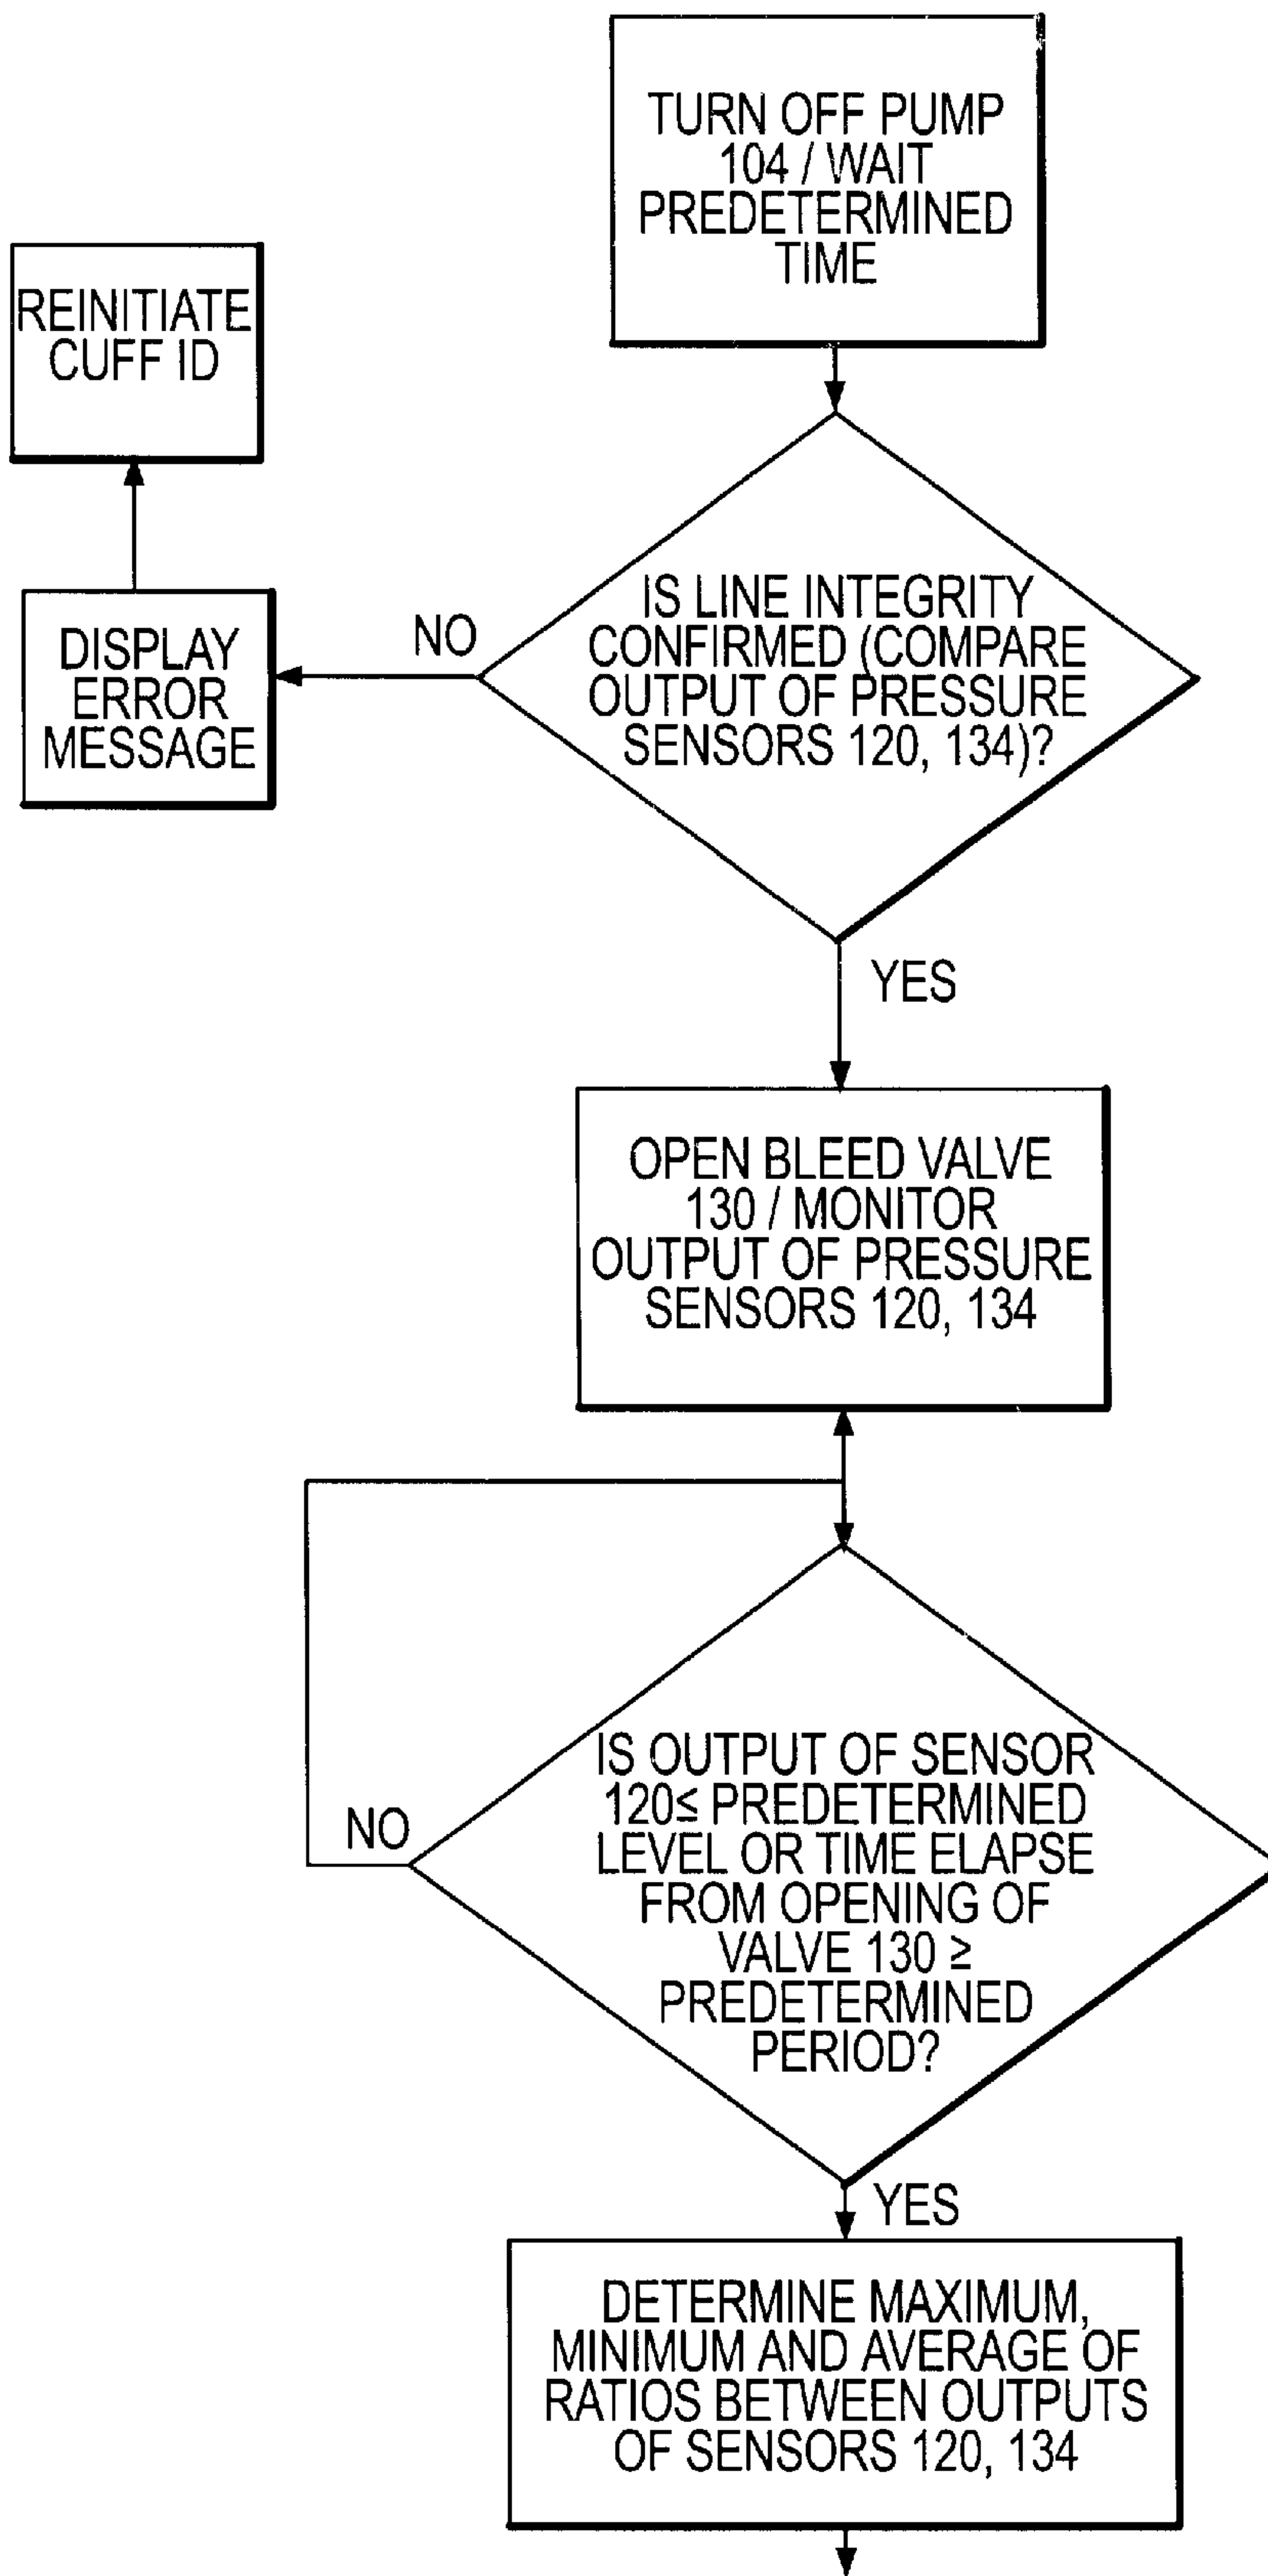 TURN OFF PUMP
104 / WAIT
PREDETERMINED
TIME
REINITIATE
CUFF ID
IS LINE INTEGRITY
CONFIRMED (COMPARE
OUTPUT OF PRESSURE
SENSORS 120, 134)?
NO
DISPLAY
ERROR
MESSAGE
YES
OPEN BLEED VALVE
130 / MONITOR
OUTPUT OF PRESSURE
SENSORS 120, 134
IS OUTPUT OF SENSOR
120≤ PREDETERMINED
LEVEL OR TIME ELAPSE
FROM OPENING OF
VALVE 130 ≥
PREDETERMINED
PERIOD?
NO
YES
DETERMINE MAXIMUM,
MINIMUM AND AVERAGE OF
RATIOS BETWEEN OUTPUTS
OF SENSORS 120, 134